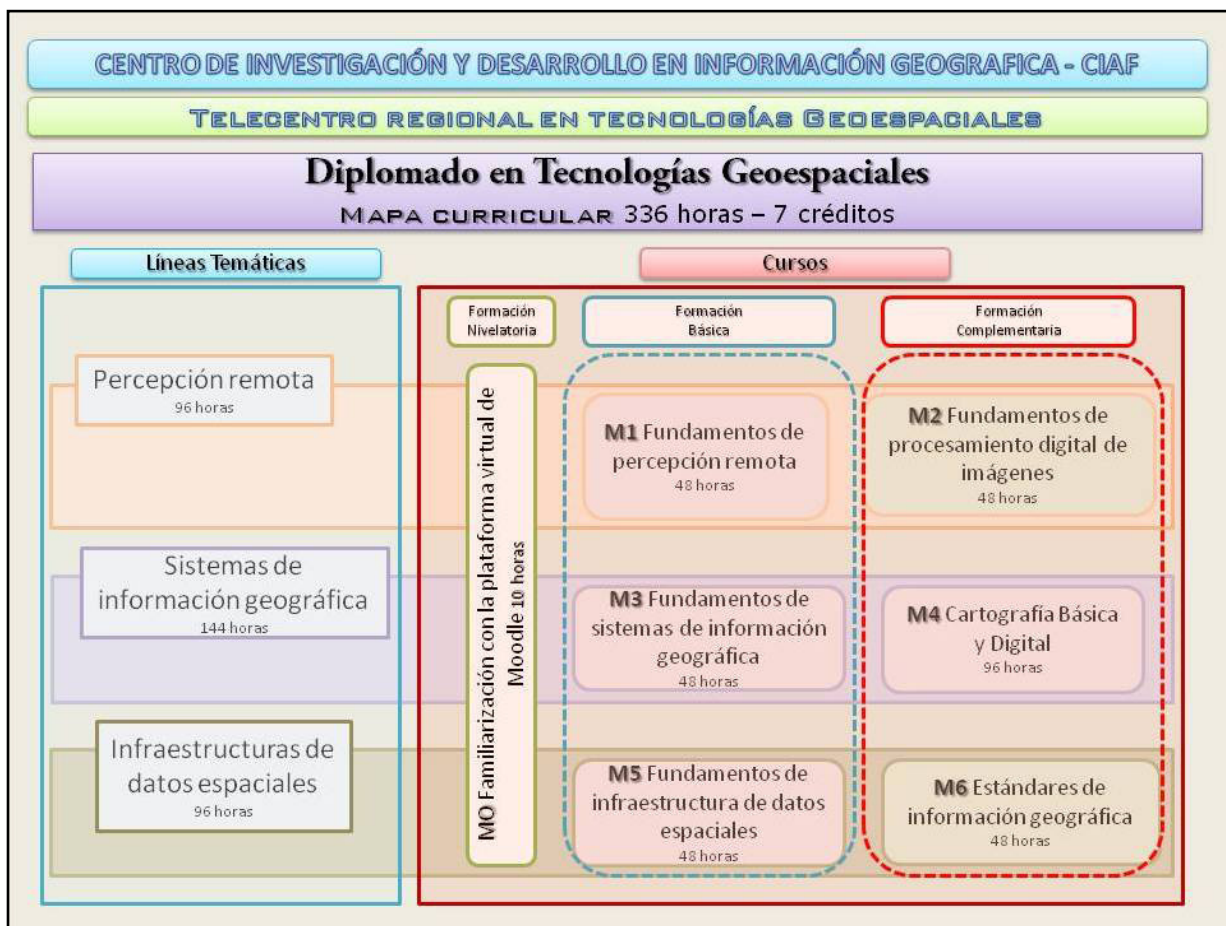 CENTRO DE INVESTIGACIÓN Y DESARROLLO EN INFORMACIÓN GEOGRAFICA - CIAF
TELECENTRO REGIONAL EN TECNOLOGÍAS GEOESPACIALES
Diplomado en Tecnologías Geoespaciales
MAPA CURRICULAR 336 horas – 7 créditos
Líneas Temáticas
Cursos
Formación
Nivelatoria
Formación
Básica
Formación
Complementaria
Percepción remota
96 horas
MO Familiarización con la plataforma virtual de
Moodle 10 horas
M1 Fundamentos de
percepción remota
48 horas
M2 Fundamentos de
procesamiento digital de
imágenes
48 horas
Sistemas de
información geográfica
144 horas
M3 Fundamentos de
sistemas de información
geográfica
48 horas
M4 Cartografía Básica
y Digital
96 horas
Infraestructuras de
datos espaciales
96 horas
M5 Fundamentos de
infraestructura de datos
espaciales
48 horas
M6 Estándares de
información geográfica
48 horas